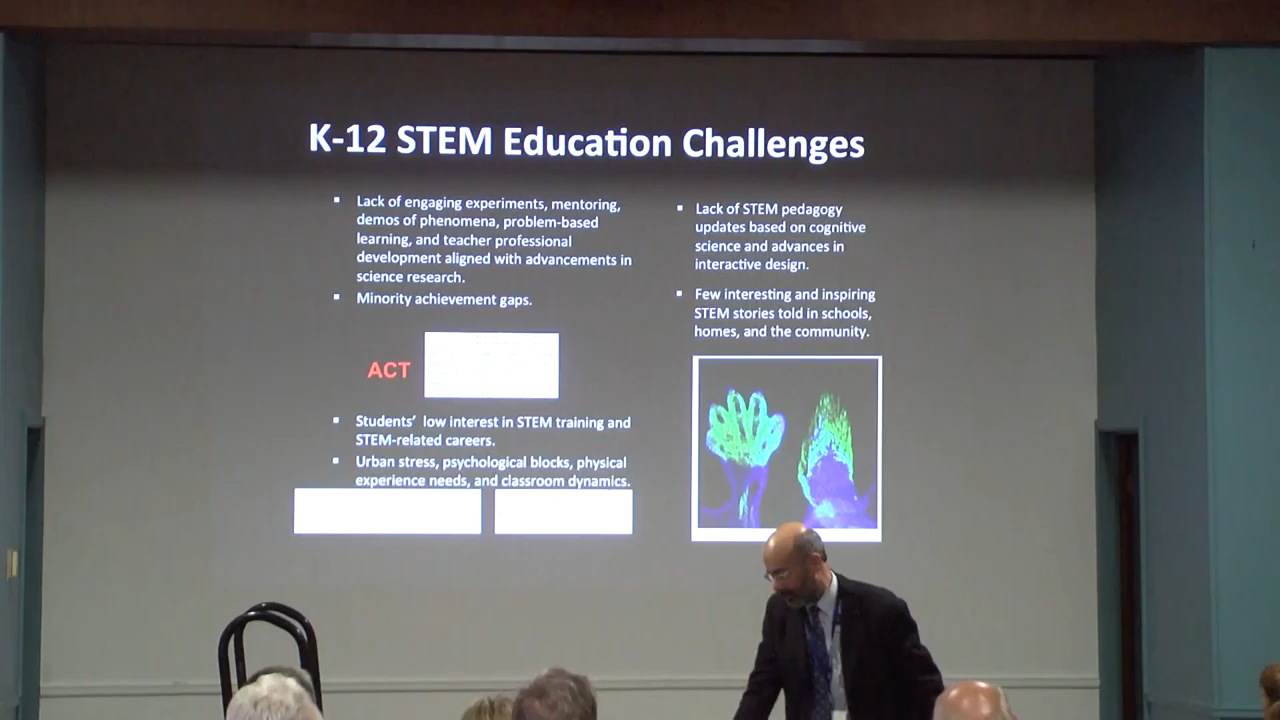 K-12 STEM Education Challenges
Lack of engaging experiments, mentoring,
demos of phenomena, problem-based
learning, and teacher professional
development aligned with advancements in
science research.
Minority achievement gaps.
ACT
Students' low interest in STEM training and
STEM-related careers.
Urban stress, psychological blocks, physical
experience needs, and classroom dynamics.
Lack of STEM pedagogy
updates based on cognitive
science and advances in
interactive design.
Few interesting and inspiring
STEM stories told in schools,
homes, and the community.